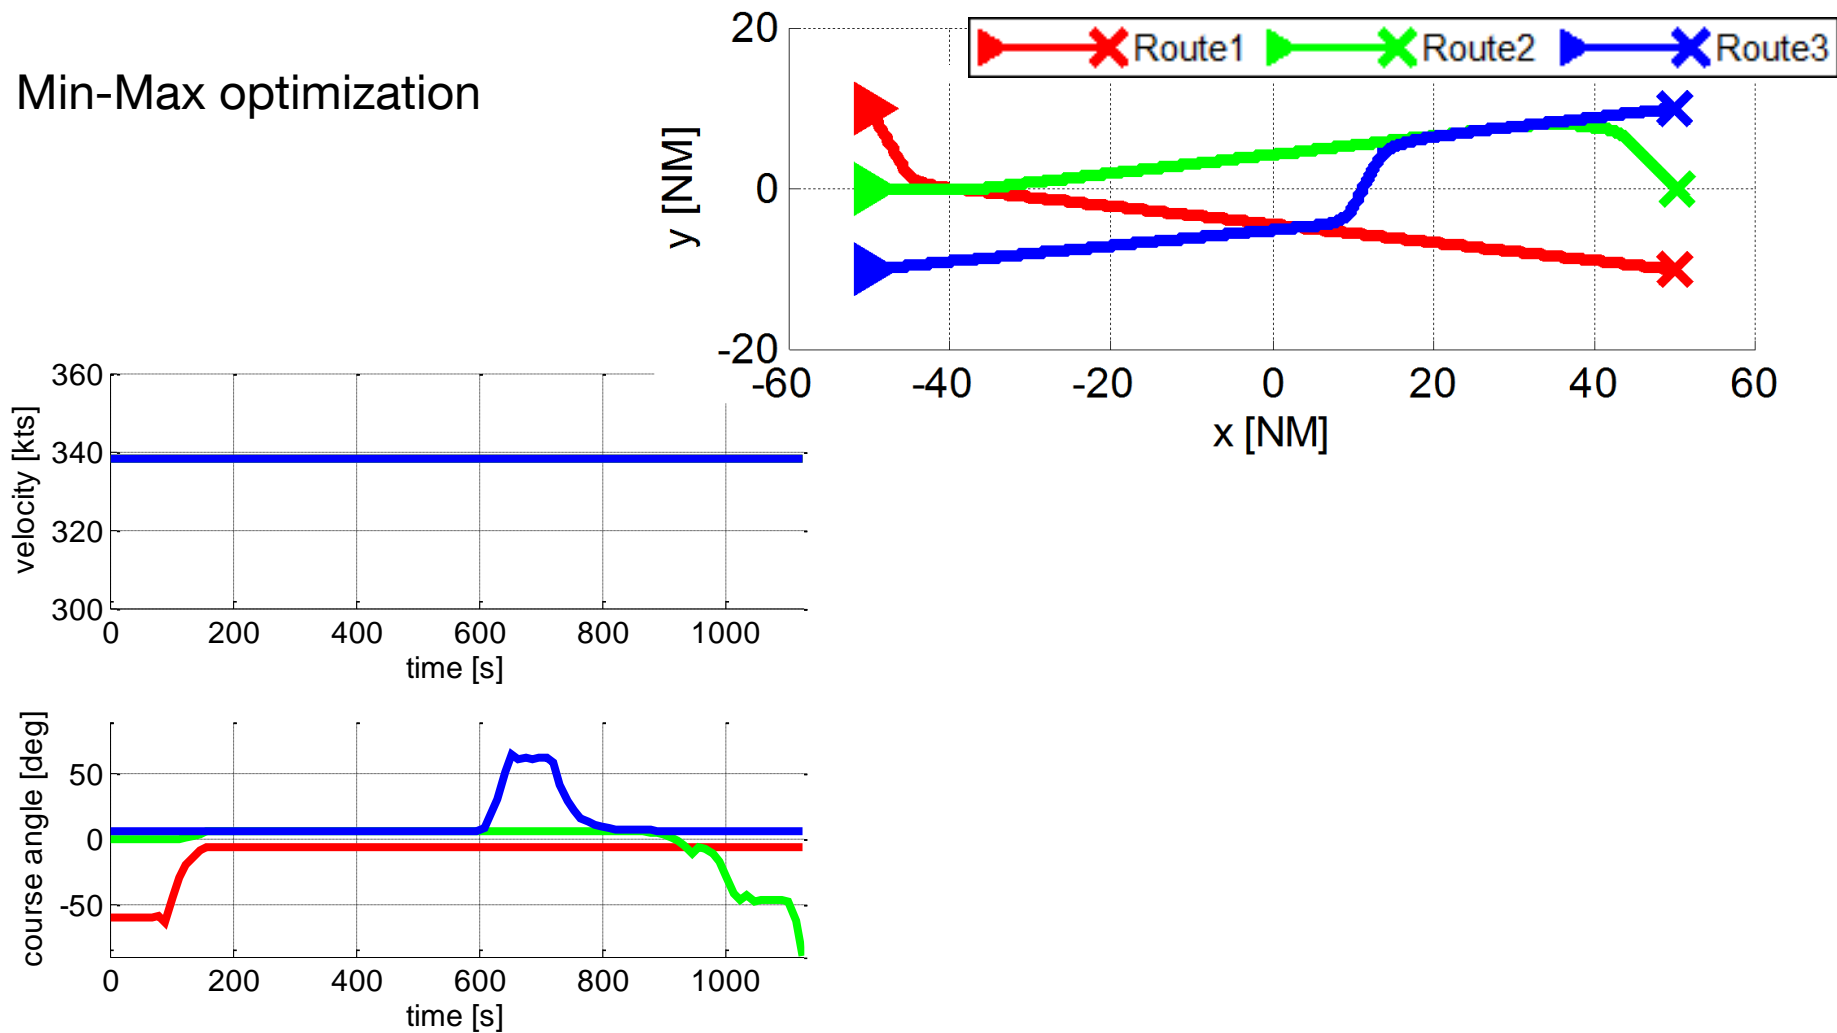 Min-Max optimization
Route1 Route2 Route3
20
0
-20
y [NM]
-60 -40 -20 0 20 40 60
x [NM]
360
340
320
300
velocity [kts]
0 200 400 600 800 1000
time [s]
50
0
-50
course angle [deg]
0 200 400 600 800 1000
time [s]